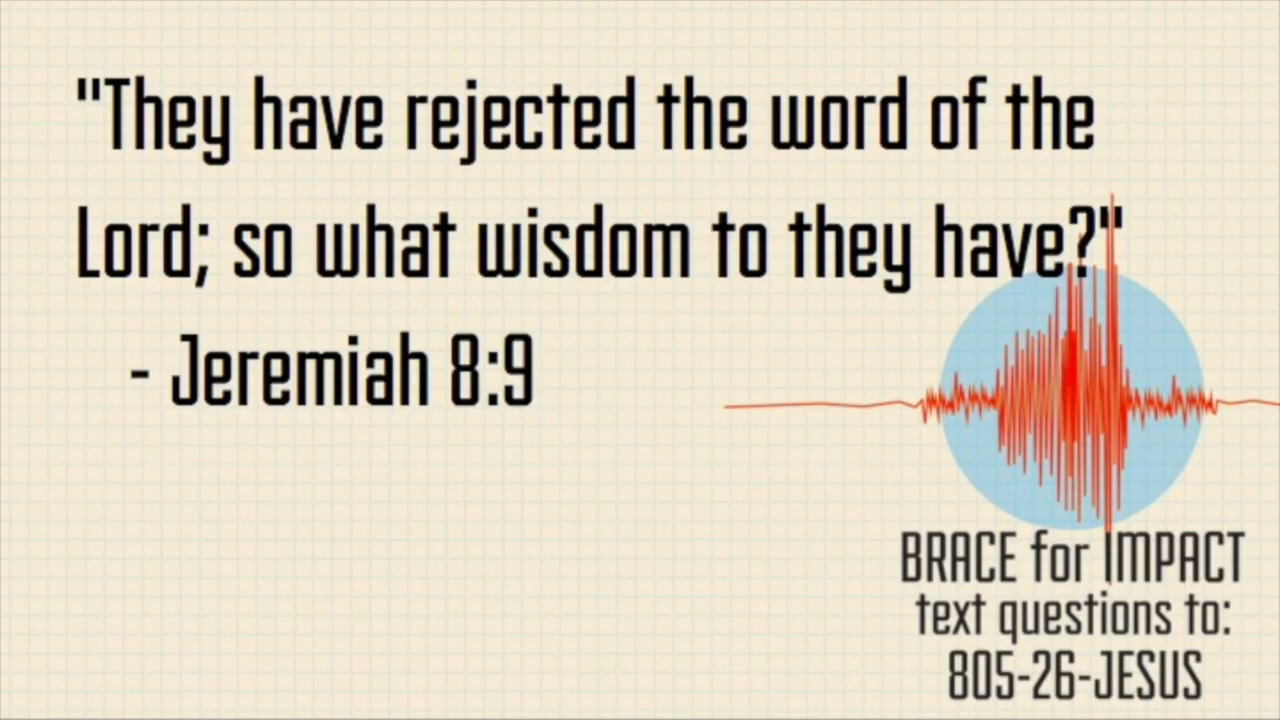 "They have rejected the word of the
Lord; so what wisdom to they have?"
- Jeremiah 8:9
BRACE for IMPACT
text questions to:
805-26-JESUS